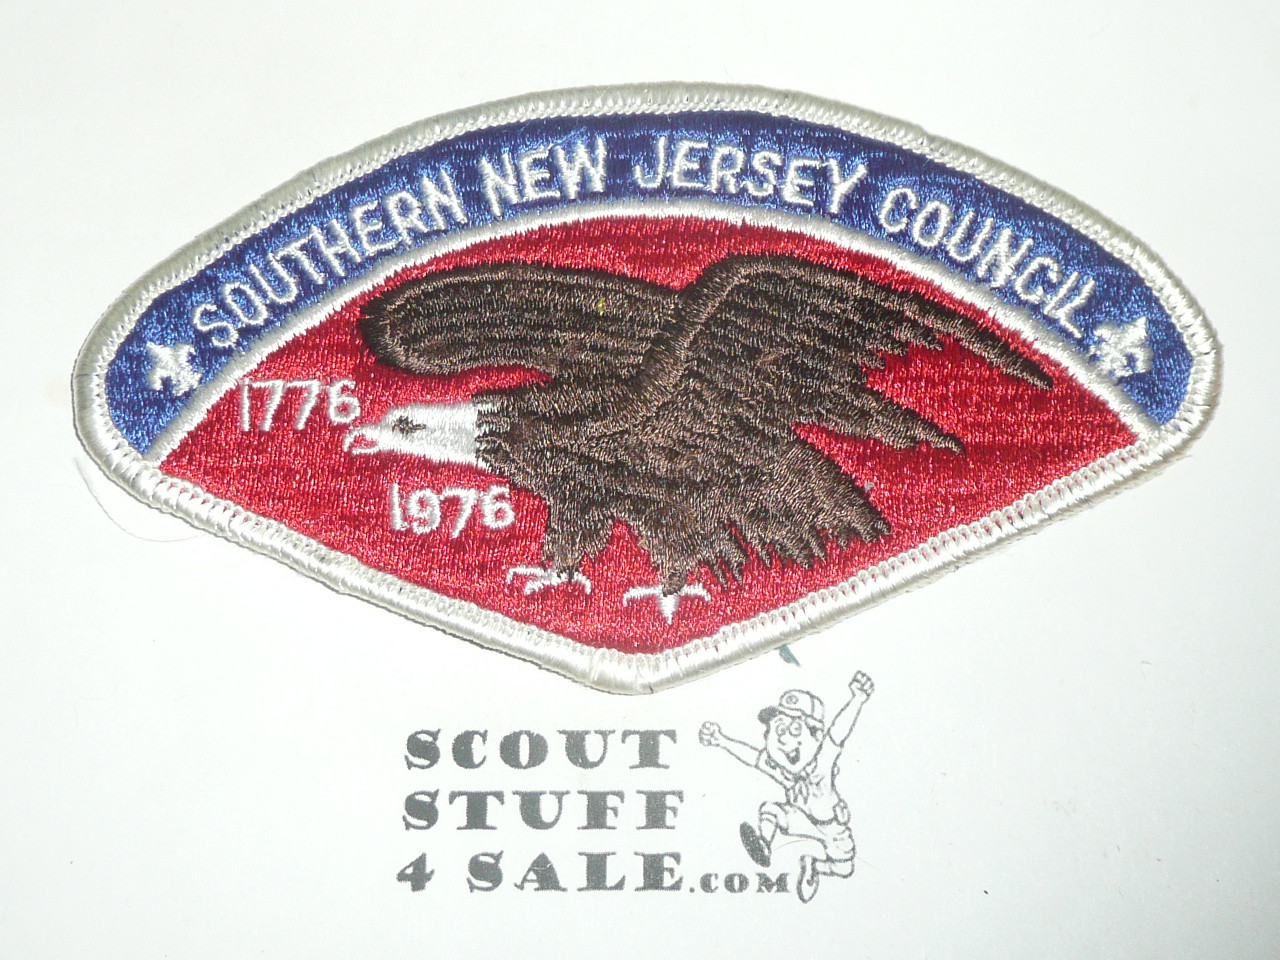 SOUTHERN NEW JERSEY COUNCIL
1776
1976
SCOUT
STUFF
4 SALE.COM